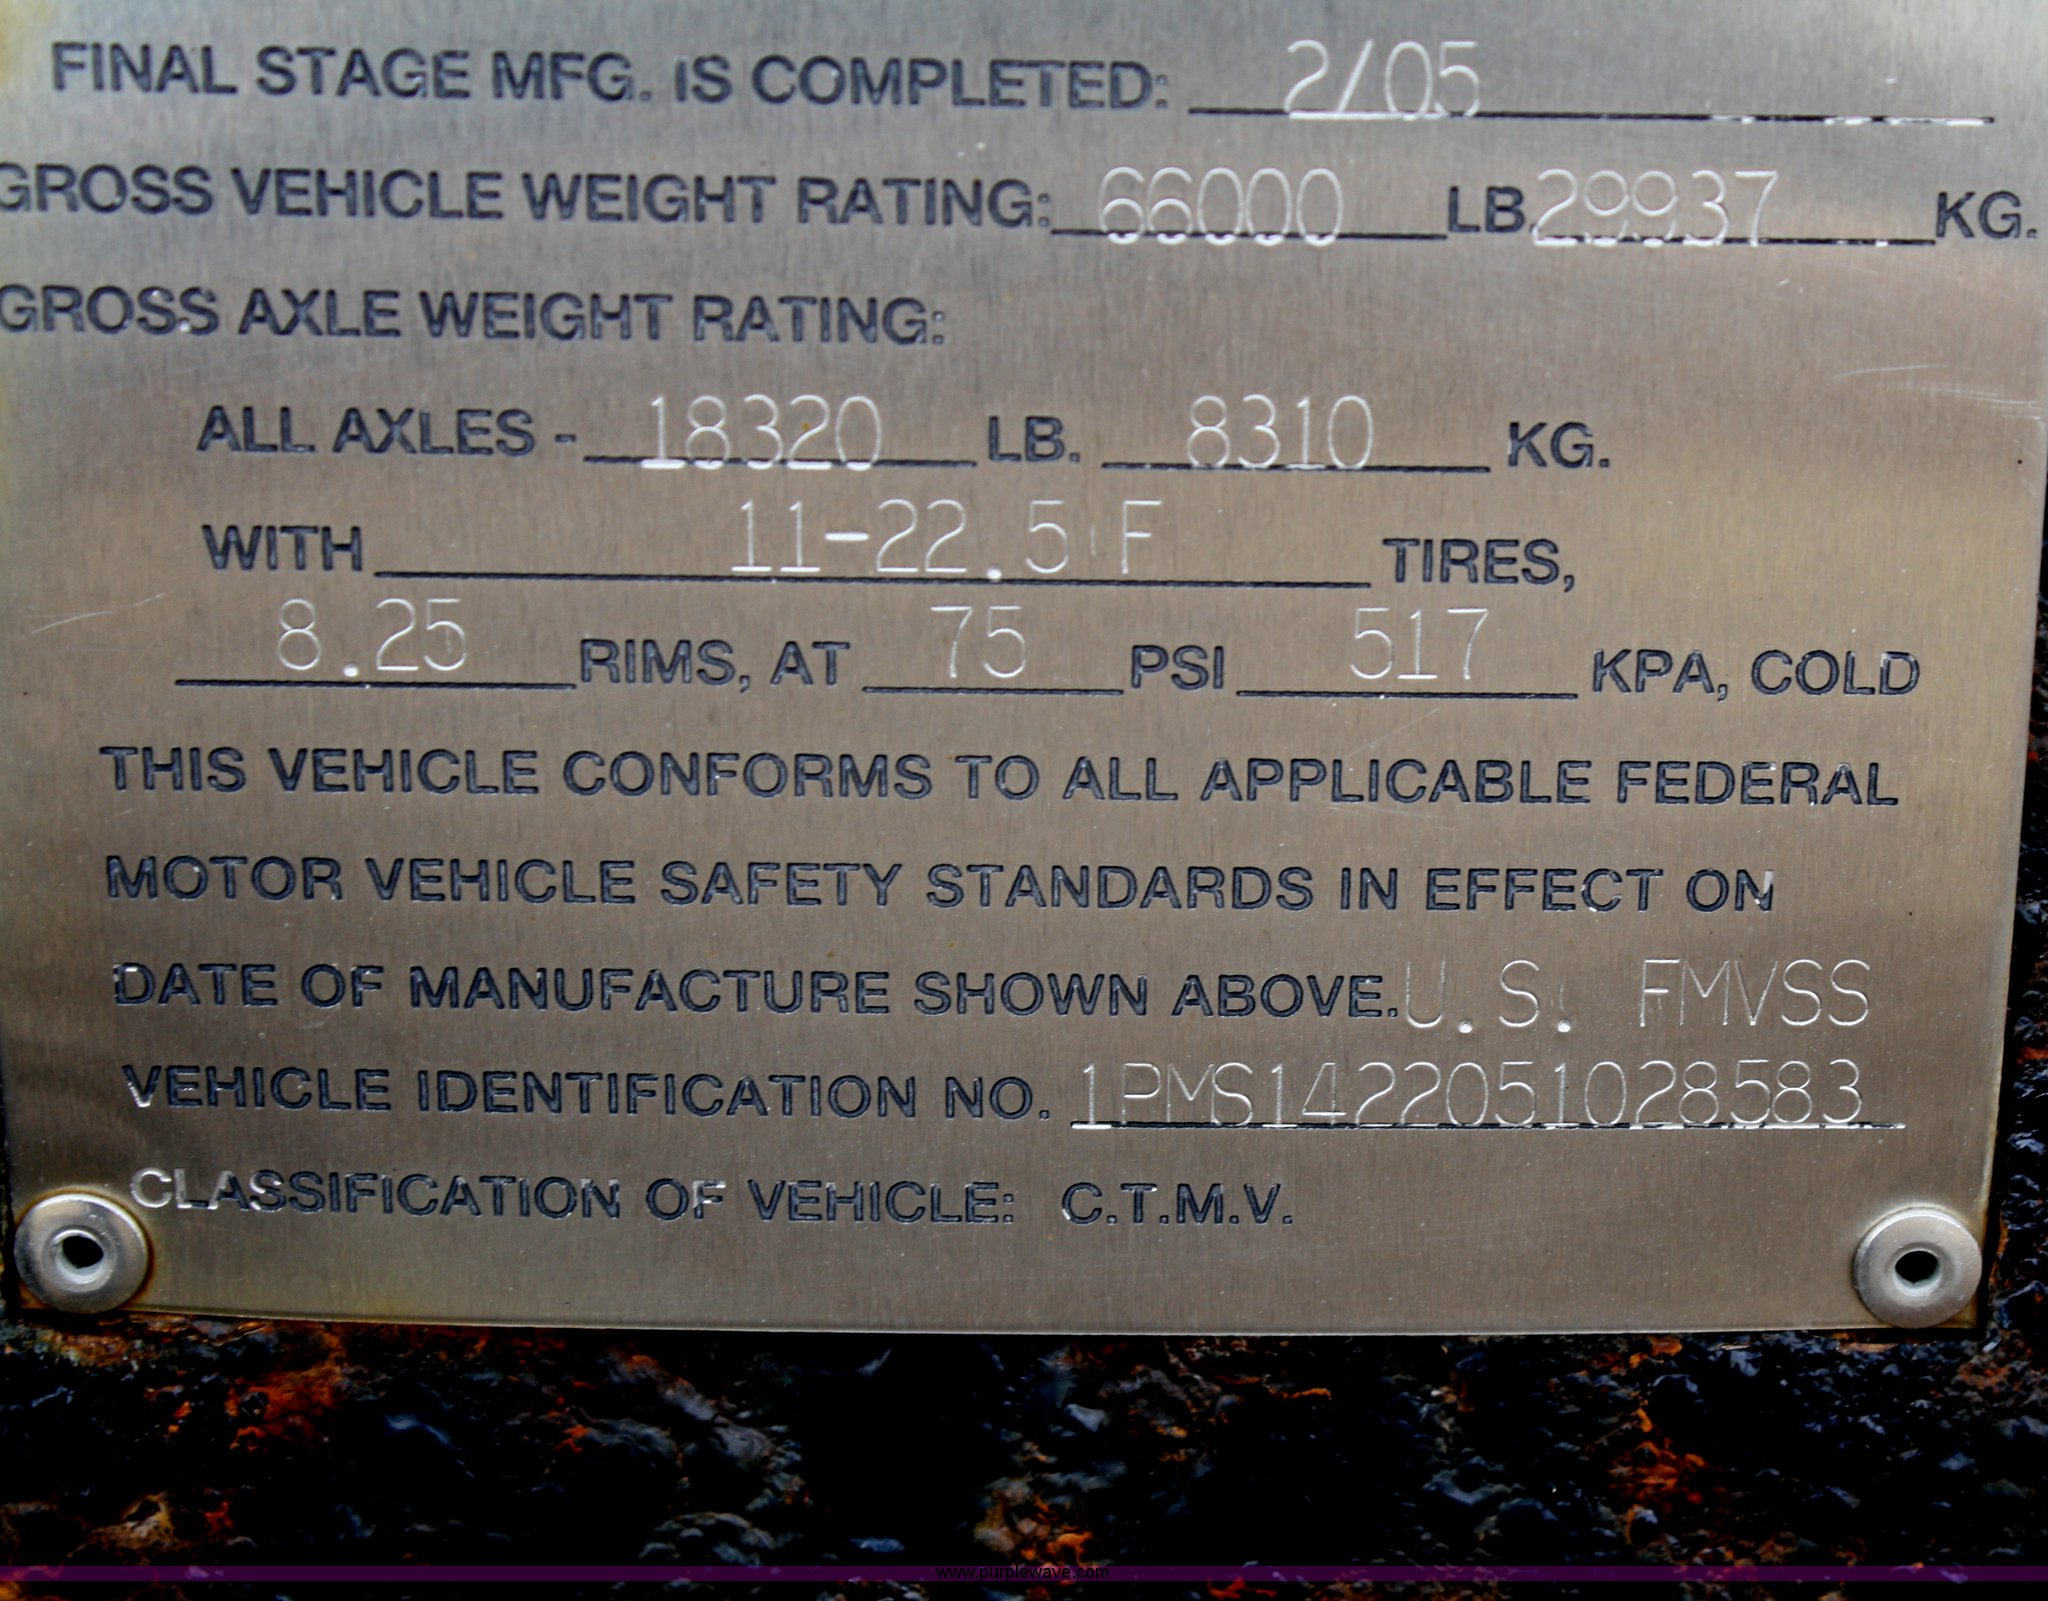 FINAL STAGE MFG. IS COMPLETED: 2/05
GROSS VEHICLE WEIGHT RATING: 66000 LB. 29937 KG.
GROSS AXLE WEIGHT RATING:
ALL AXLES - 18320 LB. 8310 KG.
WITH 11-22.5 F TIRES,
8.25 RIMS, AT 75 PSI 517 KPA, COLD
THIS VEHICLE CONFORMS TO ALL APPLICABLE FEDERAL
MOTOR VEHICLE SAFETY STANDARDS IN EFFECT ON
DATE OF MANUFACTURE SHOWN ABOVE. U.S. FMVSS
VEHICLE IDENTIFICATION NO. 1PMS1422051028583
CLASSIFICATION OF VEHICLE: C.T.M.V.
www.purplewave.com